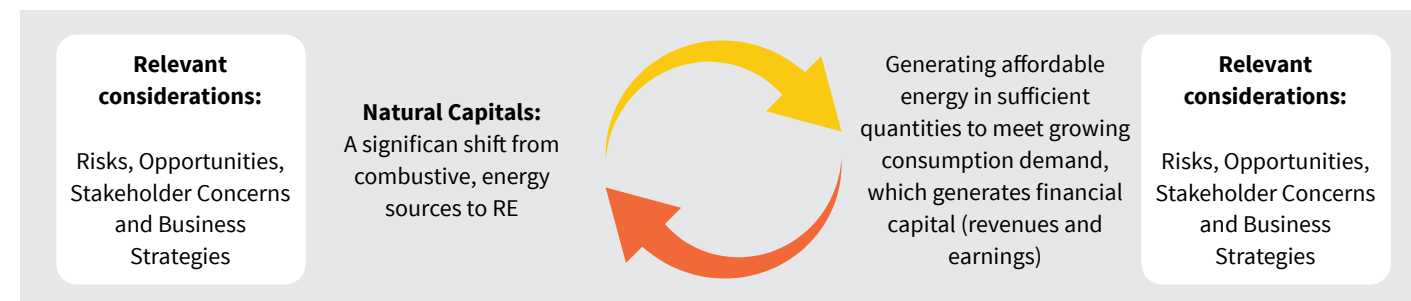 Relevant
considerations:
Risks, Opportunities,
Stakeholder Concerns
and Business
Strategies
Natural Capitals:
A significan shift from
combustive, energy
sources to RE
Generating affordable
energy in sufficient
quantities to meet growing
consumption demand,
which generates financial
capital (revenues and
earnings)
Relevant
considerations:
Risks, Opportunities,
Stakeholder Concerns
and Business
Strategies